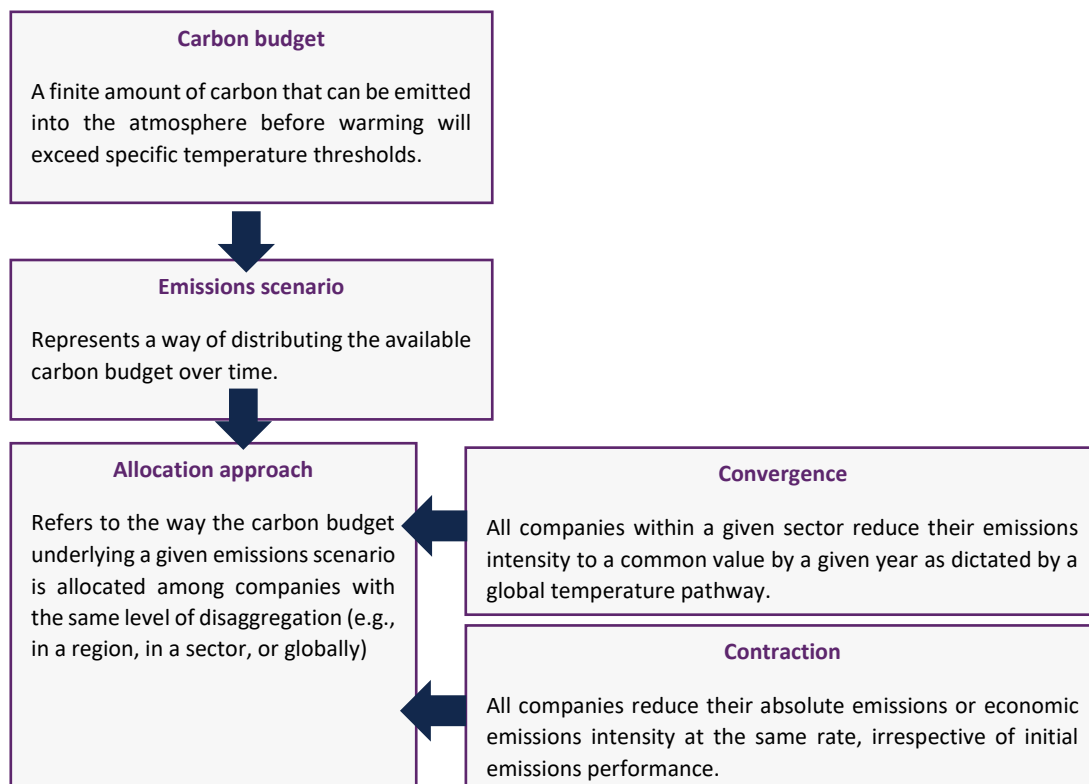 Carbon budget
A finite amount of carbon that can be emitted
into the atmosphere before warming will
exceed specific temperature thresholds.
Emissions scenario
Represents a way of distributing the available
carbon budget over time.
Allocation approach
Refers to the way the carbon budget
underlying a given emissions scenario
is allocated among companies with
the same level of disaggregation (e.g.,
in a region, in a sector, or globally)
Convergence
All companies within a given sector reduce their emissions
intensity to a common value by a given year as dictated by a
global temperature pathway.
Contraction
All companies reduce their absolute emissions or economic
emissions intensity at the same rate, irrespective of initial
emissions performance.